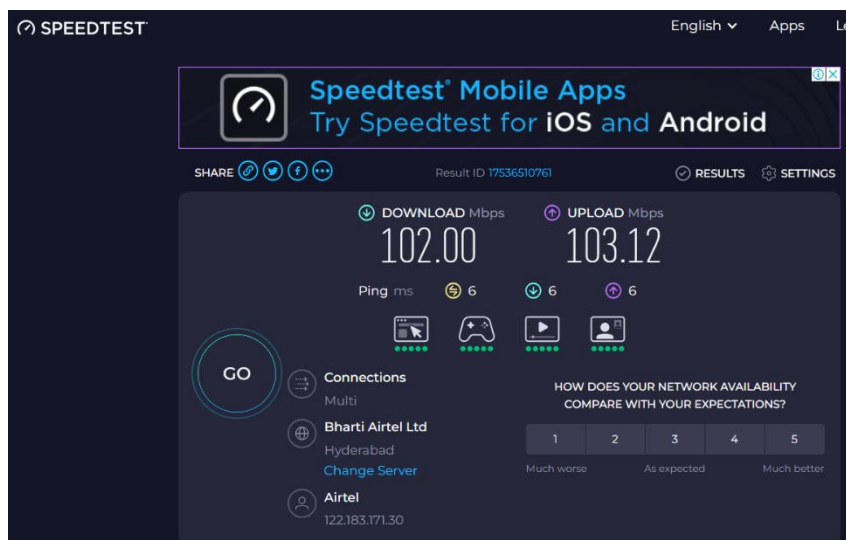 SPEEDTEST
English Apps
Speedtest® Mobile Apps
Try Speedtest for iOS and Android
SHARE Result ID 17536510761 RESULTS SETTINGS
DOWNLOAD Mbps UPLOAD Mbps
102.00 103.12
Ping ms 6 6 6
GO
Connections
Multi
HOW DOES YOUR NETWORK AVAILABILITY
COMPARE WITH YOUR EXPECTATIONS?
Bharti Airtel Ltd
Hyderabad
Change Server
1 2 3 4 5
Much worse As expected Much better
Airtel
122.183.171.30